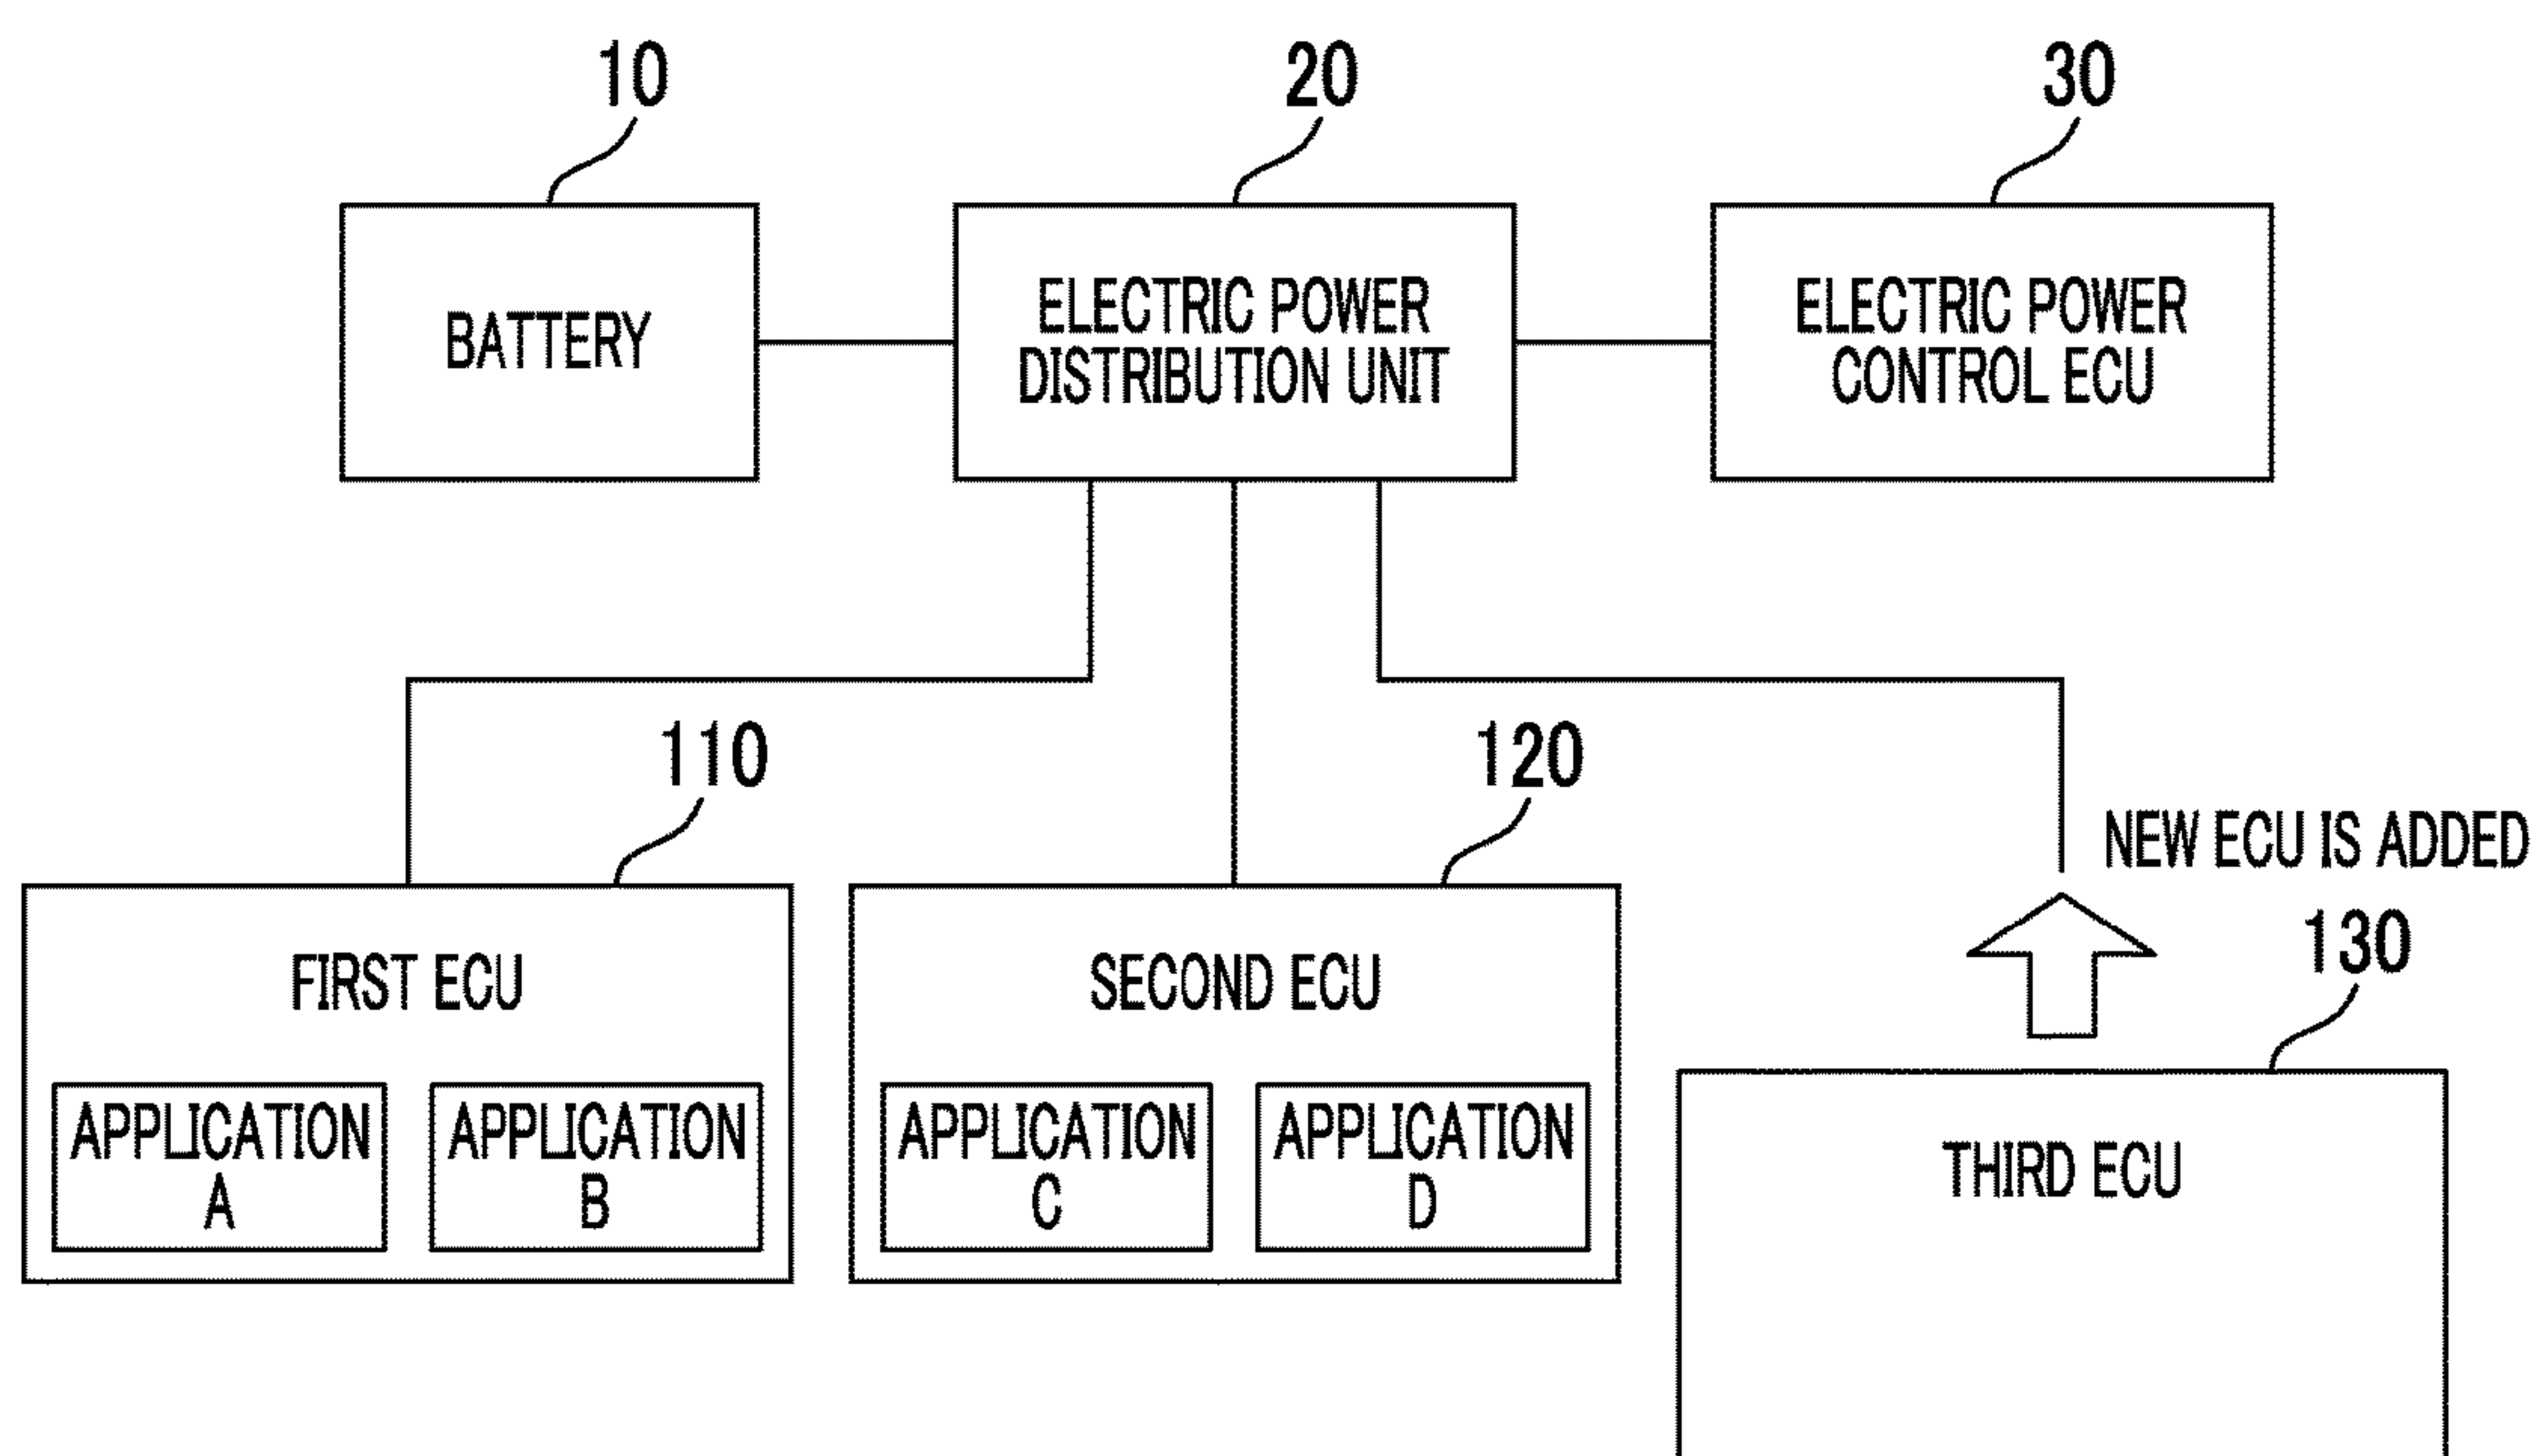 10
20
30
BATTERY
ELECTRIC POWER
DISTRIBUTION UNIT
ELECTRIC POWER
CONTROL ECU
110
120
NEW ECU IS ADDED
130
FIRST ECU
SECOND ECU
APPLICATION
A
APPLICATION
B
APPLICATION
C
APPLICATION
D
THIRD ECU